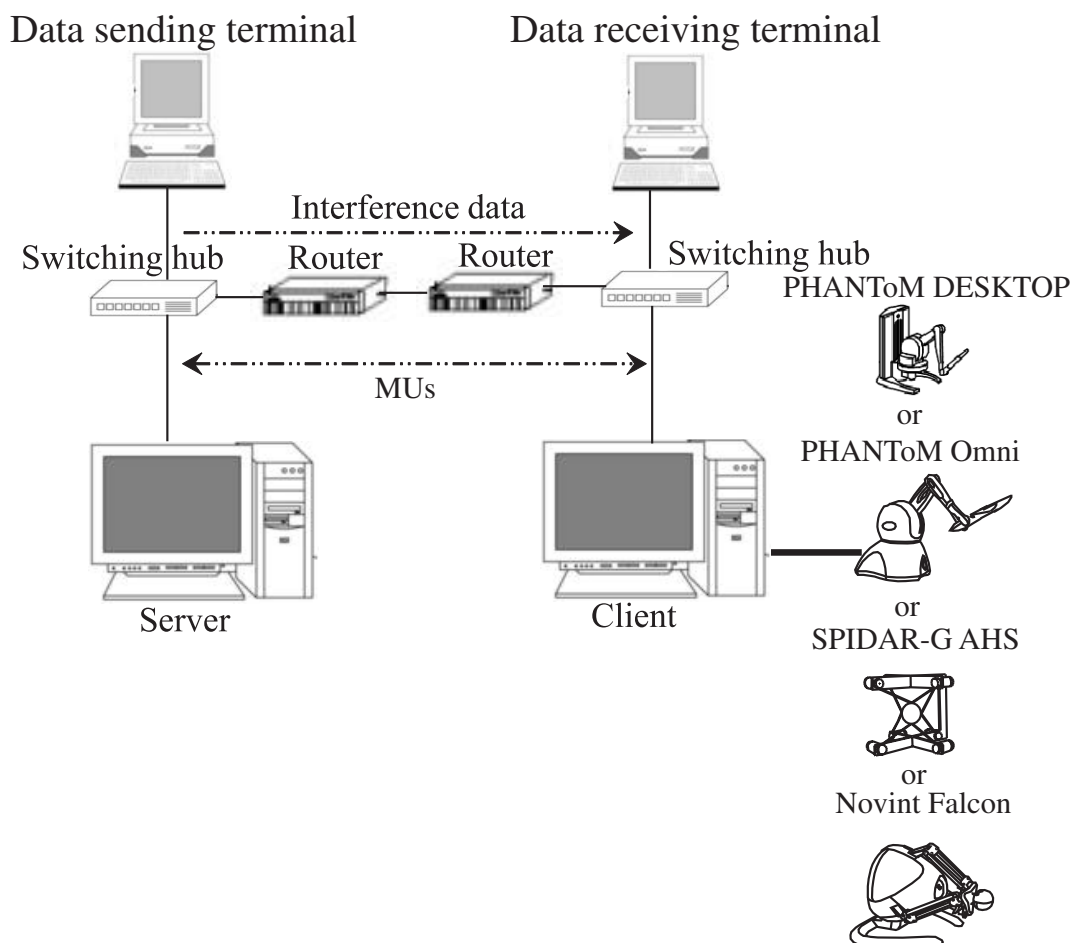 Data sending terminal
Data receiving terminal
Interference data
Switching hub
Router
Router
Switching hub
PHANToM DESKTOP
MUs
or
PHANToM Omni
Server
Client
or
SPIDAR-G AHS
or
Novint Falcon